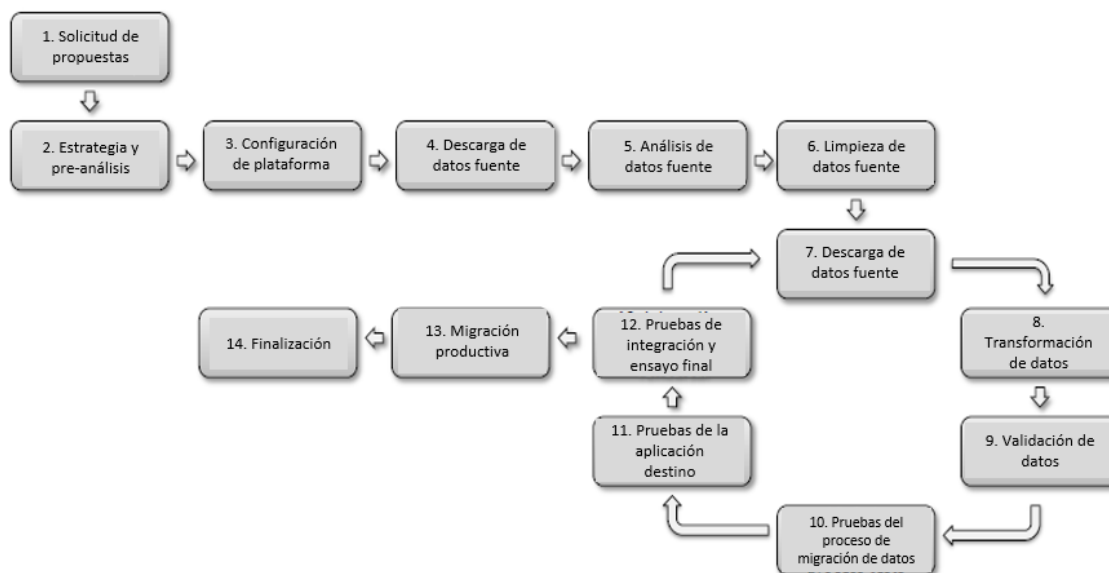 1. Solicitud de
propuestas
2. Estrategia y
pre-análisis
3. Configuración
de plataforma
4. Descarga de
datos fuente
5. Análisis de
datos fuente
6. Limpieza de
datos fuente
7. Descarga de
datos fuente
8.
Transformación
de datos
9. Validación de
datos
10. Pruebas del
proceso de
migración de datos
11. Pruebas de la
aplicación
destino
12. Pruebas de
integración y
ensayo final
13. Migración
productiva
14. Finalización